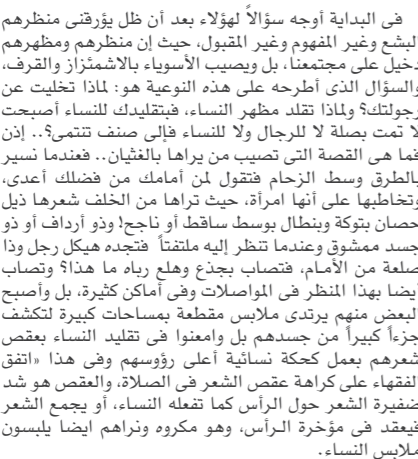 فى البداية أوجه سؤالاً لهؤلاء بعد أن ظل يؤرقنى منظرهم
البشع وغير المفهوم وغير المقبول، حيث إن منظرهم ومظهرهم
دخيل على مجتمعنا، بل ويصيب الأسوياء بالاشمئزاز والقرف،
والسؤال الذى أطرحه على هذه النوعية هو: لماذا تخليت عن
رجولتك؟ ولماذا تقلد مظهر النساء، فبتقليدك للنساء أصبحت
لا تمت بصلة لا للرجال ولا للنساء فإلى صنف تنتمى؟.. إذن
فما هى القصة التى تصيب من يراها بالغثيان.. فعندما نسير
بالطرق وسط الزحام فتقول لمن أمامك من فضلك أعدى،
وتخاطبها على أنها امرأة، حيث تراها من الخلف شعرها ذيل
حصان بتوكة وبنطال بوسط ساقط أو ناجح! وذو أرداف أو ذو
جسد ممشوق وعندما تنظر إليه ملتفتاً فتجده هيكل رجل وذا
صلعة من الأمام، فتصاب بجذع وهلع رباه ما هذا؟ وتصاب
أيضا بهذا المنظر فى المواصلات وفى أماكن كثيرة، بل وأصبح
البعض منهم يرتدى ملابس مقطعة بمساحات كبيرة لتكشف
جزءاً كبيراً من جسدهم بل وامعنوا فى تقليد النساء بعقص
شعرهم بعمل كحكة نسائية أعلى رؤوسهم وفى هذا «اتفق
الفقهاء على كراهة عقص الشعر فى الصلاة، والعقص هو شد
ضفيرة الشعر حول الرأس كما تفعله النساء، أو يجمع الشعر
فيعقد فى مؤخرة الرأس، وهو مكروه ونراهم ايضا يلبسون
ملابس النساء.